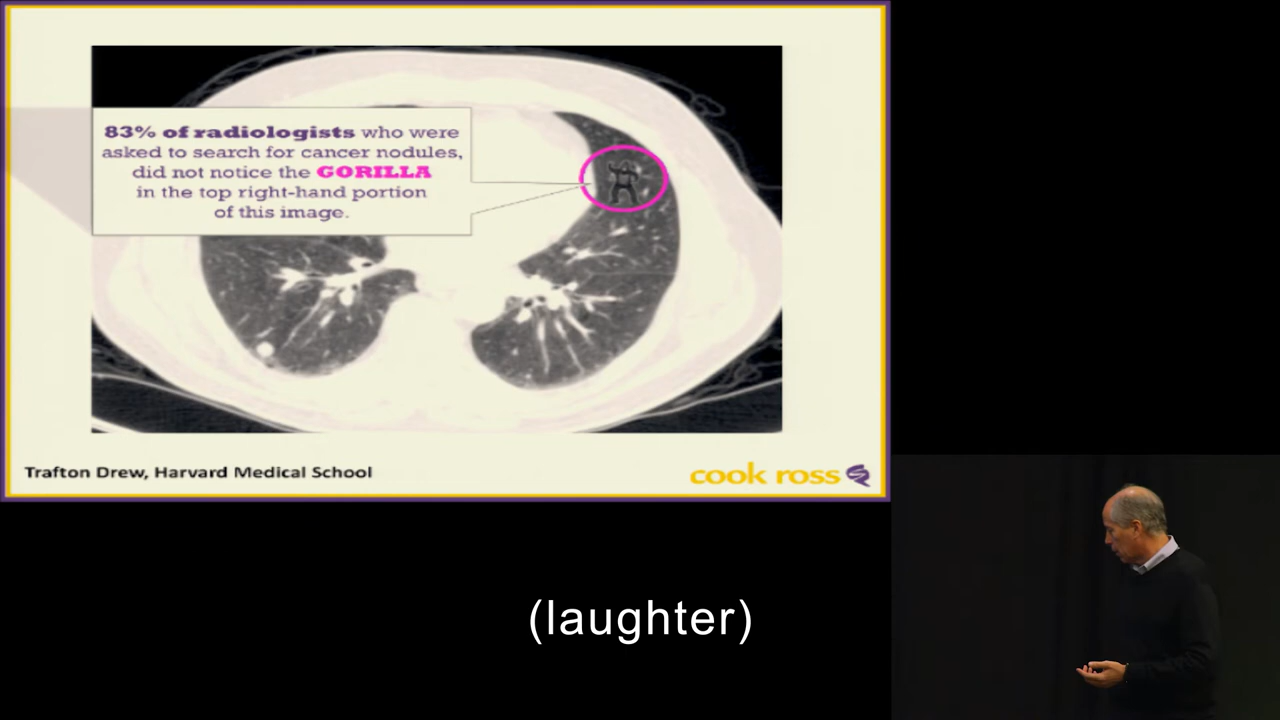 83% of radiologists who were
asked to search for cancer nodules,
did not notice the GORILLA
in the top right-hand portion
of this image.
Trafton Drew, Harvard Medical School
cook ross
(laughter)